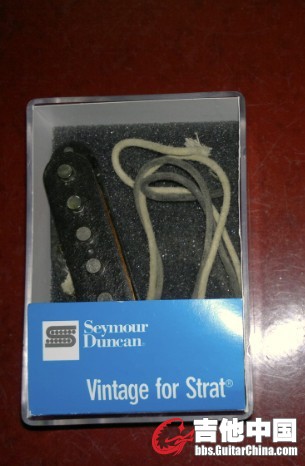 Seymour
Duncan®
Vintage for Strat®
吉他中国
bbs.GuitarChina.com